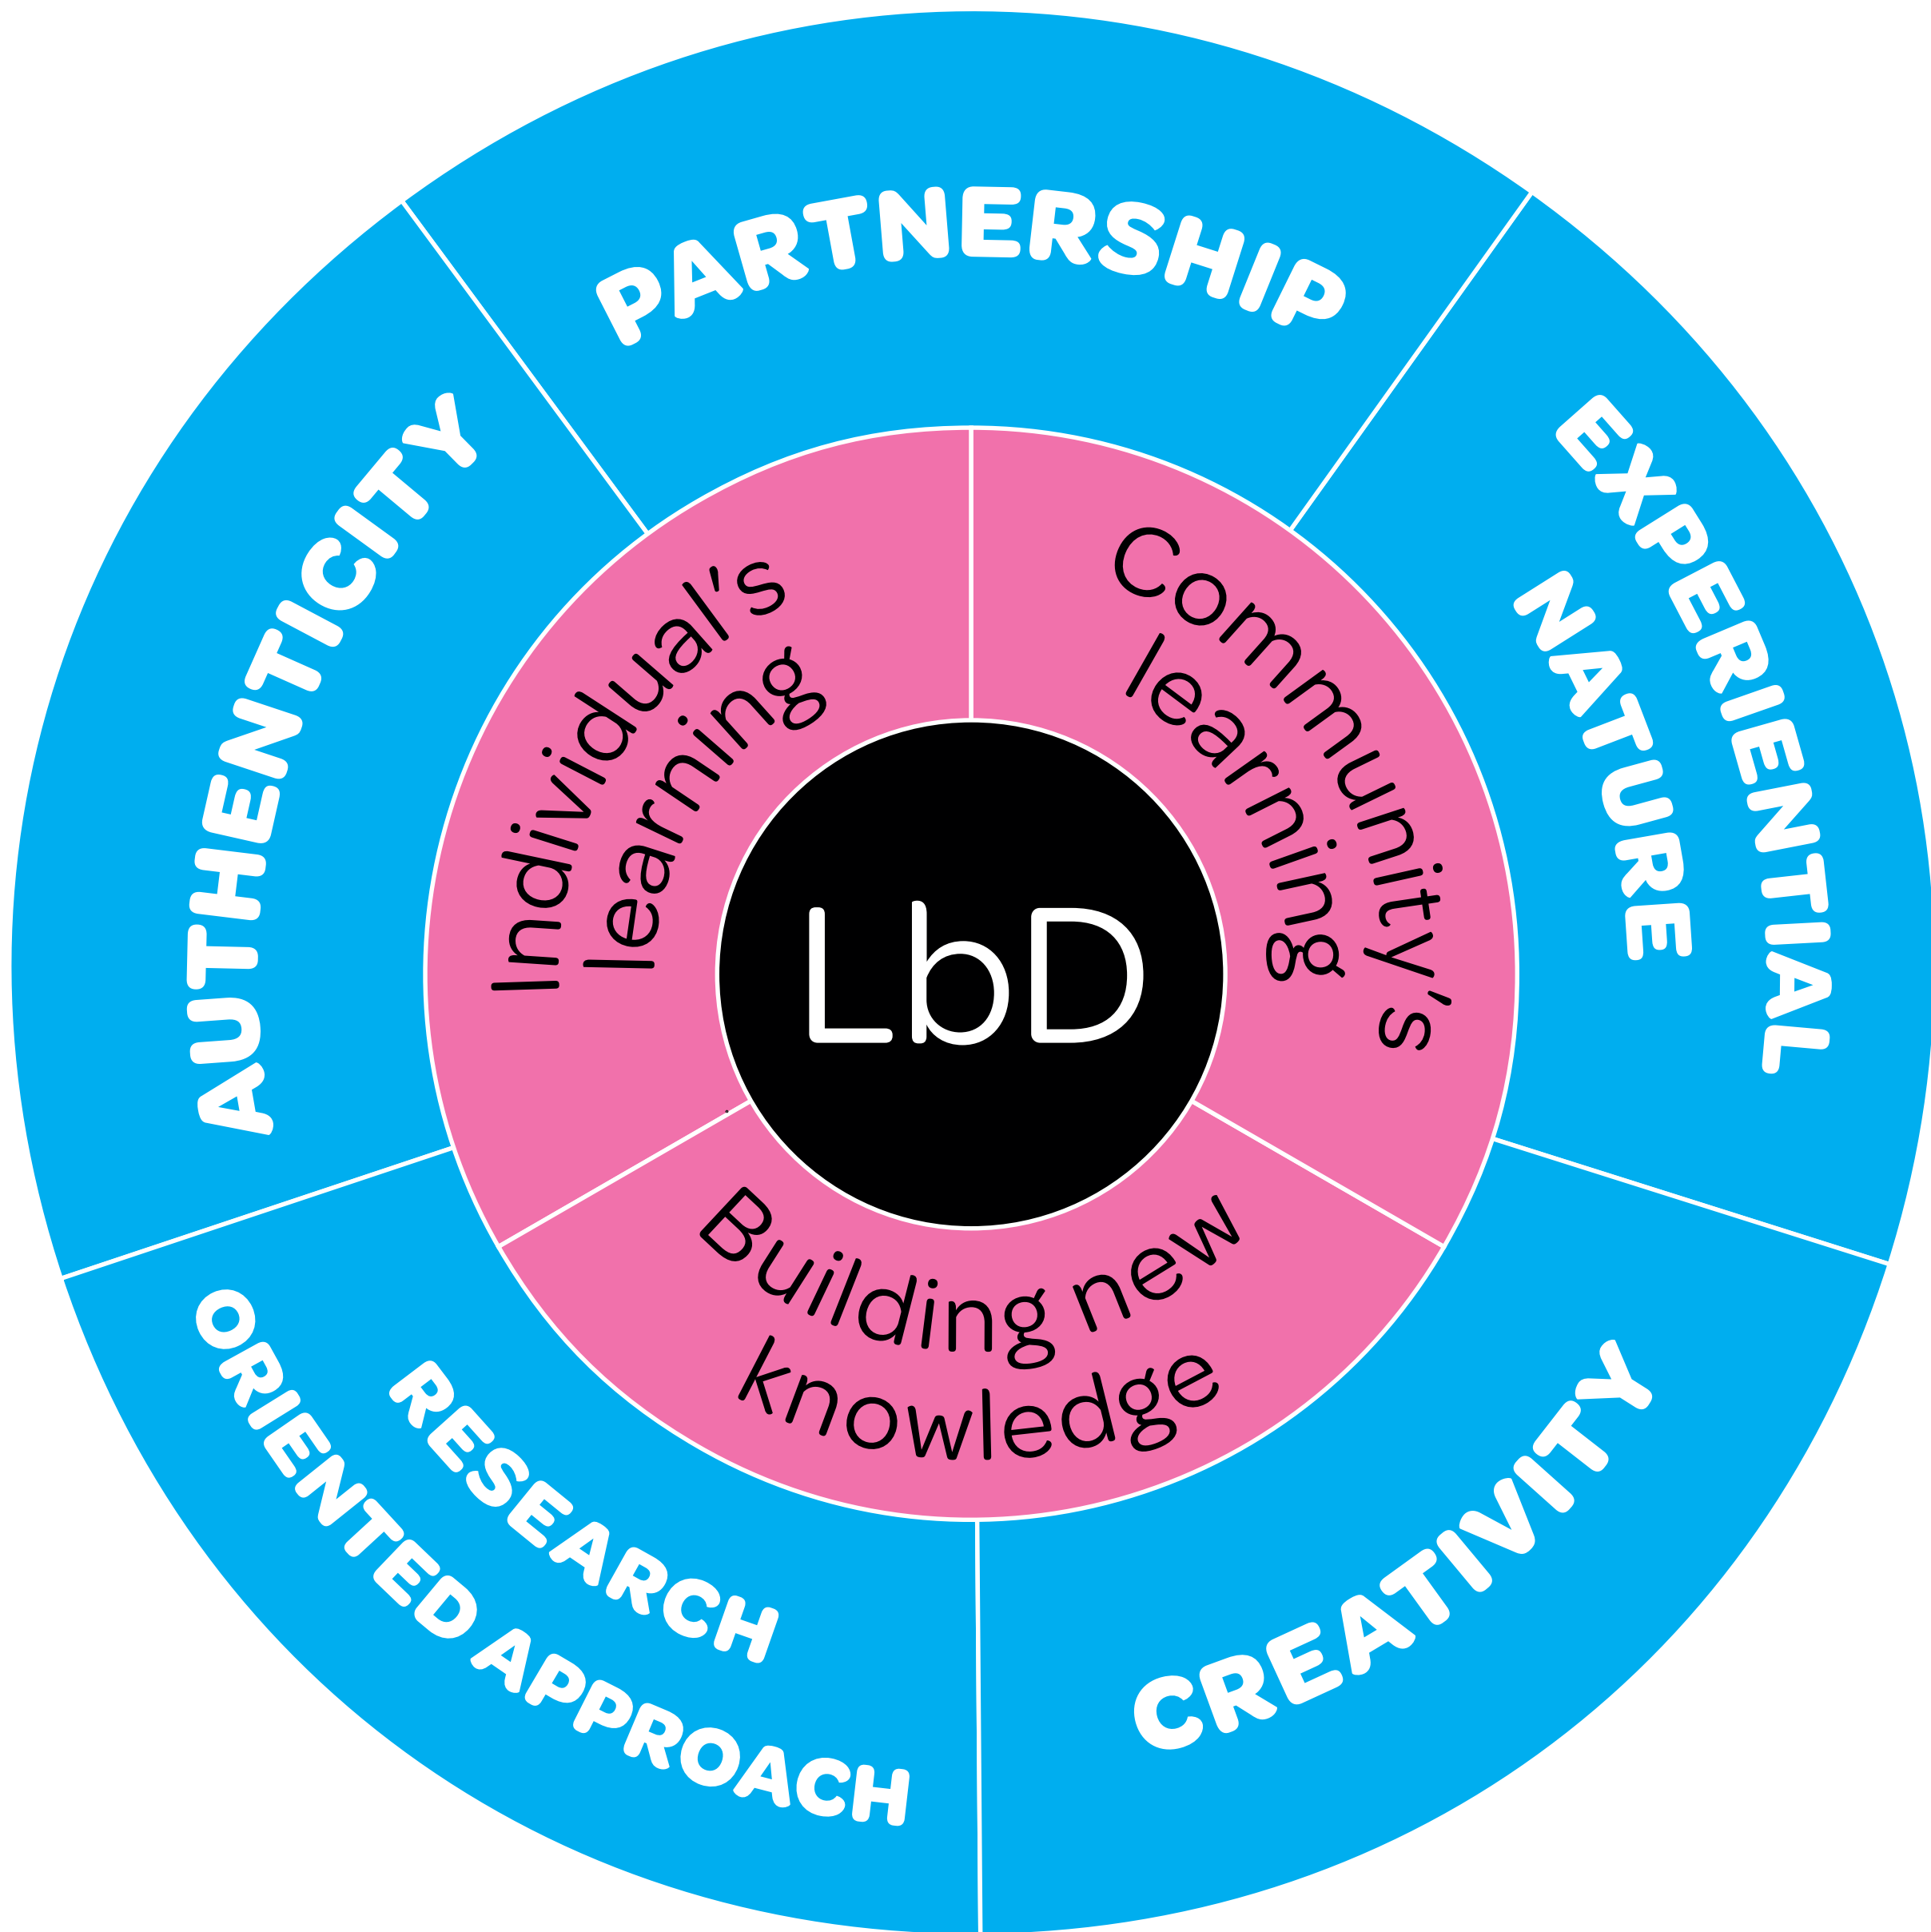 PARTNERSHIP
EXPERIENTIAL
NATURE
CREATIVITY
RESEARCH
ORIENTED APPROACH
AUTHENTICITY
Individual's
learning
Community's
learning
Building new
knowledge
LbD